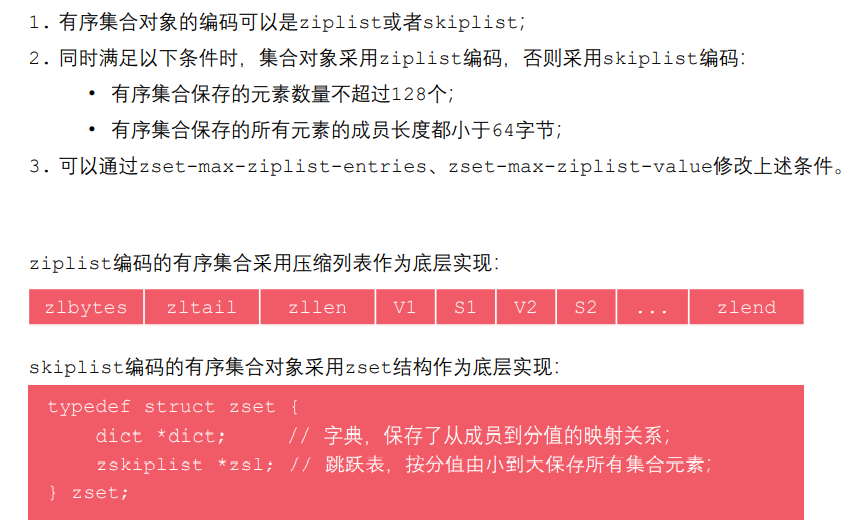 1. 有序集合对象的编码可以是ziplist或者skiplist;
2. 同时满足以下条件时，集合对象采用ziplist编码，否则采用skiplist编码:
• 有序集合保存的元素数量不超过128个;
• 有序集合保存的所有元素的成员长度都小于64字节;
3. 可以通过zset-max-ziplist-entries、zset-max-ziplist-value修改上述条件。
ziplist编码的有序集合采用压缩列表作为底层实现:
zlbytes zltail zllen V1 S1 V2 S2 ... zlend
skiplist编码的有序集合对象采用zset结构作为底层实现:
typedef struct zset {
dict *dict; // 字典，保存了从成员到分值的映射关系;
zskiplist *zsl; // 跳跃表，按分值由小到大保存所有集合元素;
} zset;